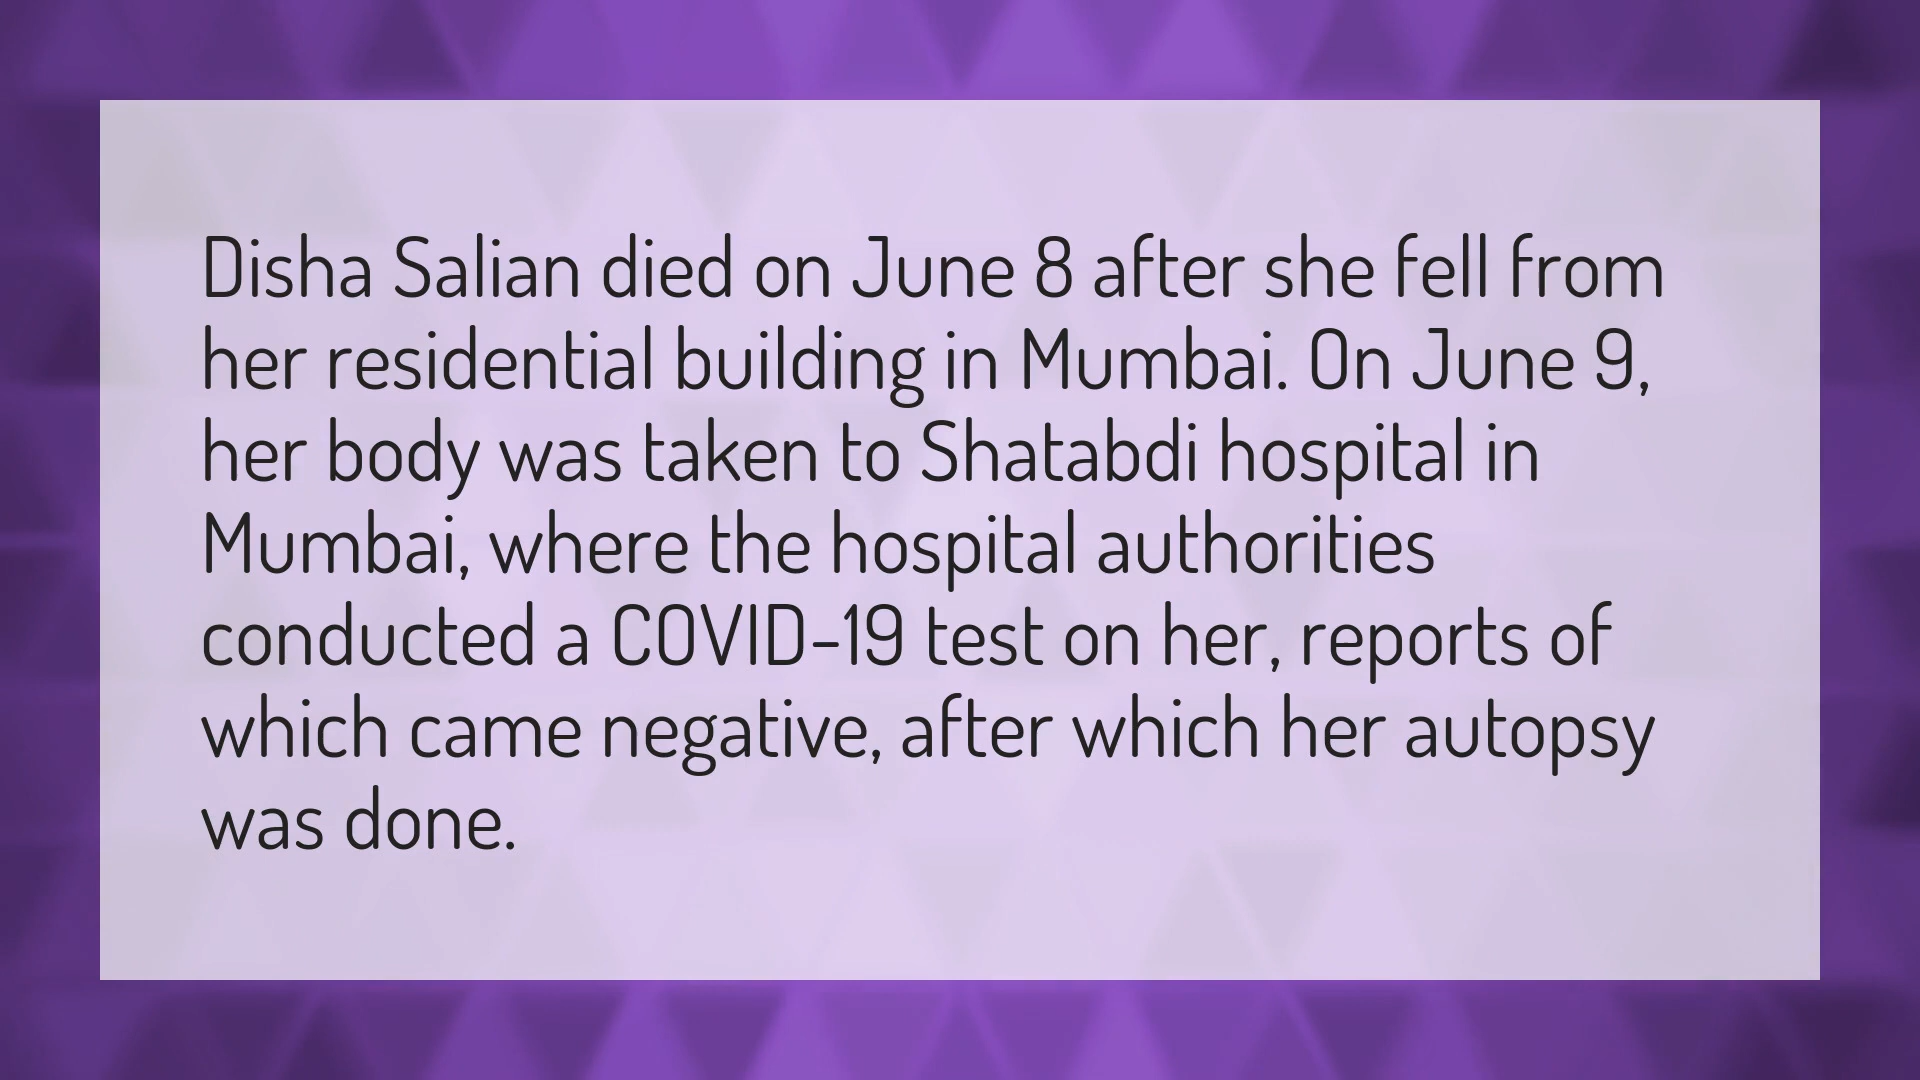 Disha Salian died on June 8 after she fell from
her residential building in Mumbai. On June 9,
her body was taken to Shatabdi hospital in
Mumbai, where the hospital authorities
conducted a COVID-19 test on her, reports of
which came negative, after which her autopsy
was done.